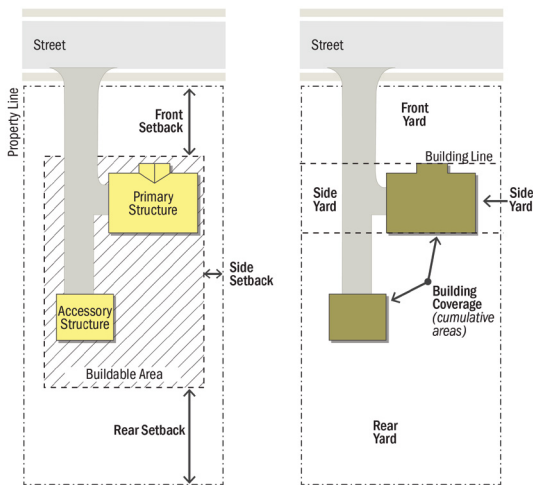 Street
Property Line
Front
Setback
Primary
Structure
Side
Setback
Accessory
Structure
Buildable Area
Rear Setback
Street
Front
Yard
Building Line
Side
Yard
Side
Yard
Building
Coverage
(cumulative
areas)
Rear
Yard